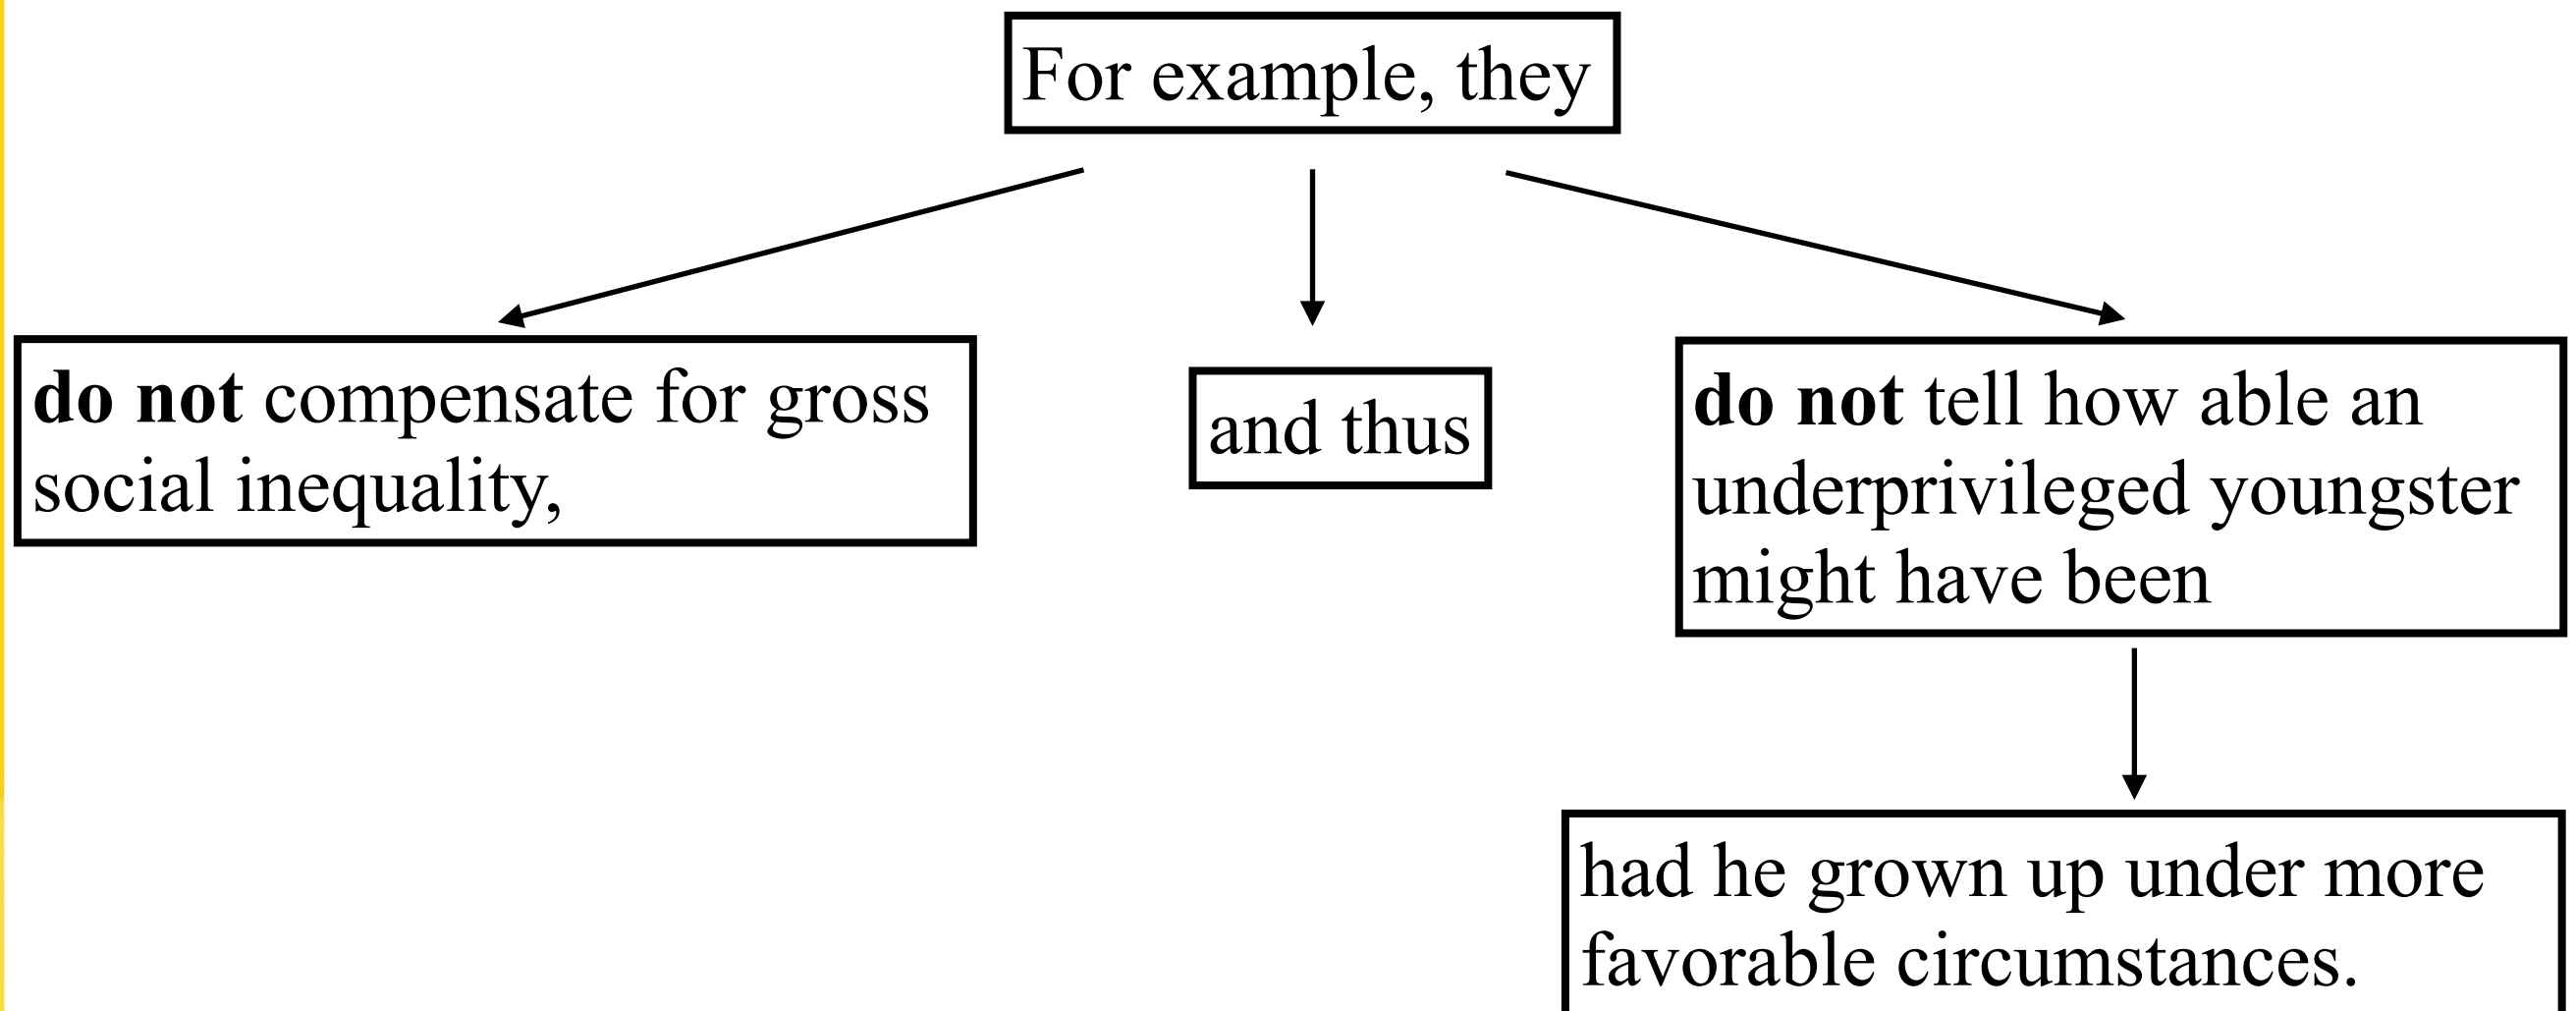 For example, they
do not compensate for gross
social inequality,
and thus
do not tell how able an
underprivileged youngster
might have been
had he grown up under more
favorable circumstances.